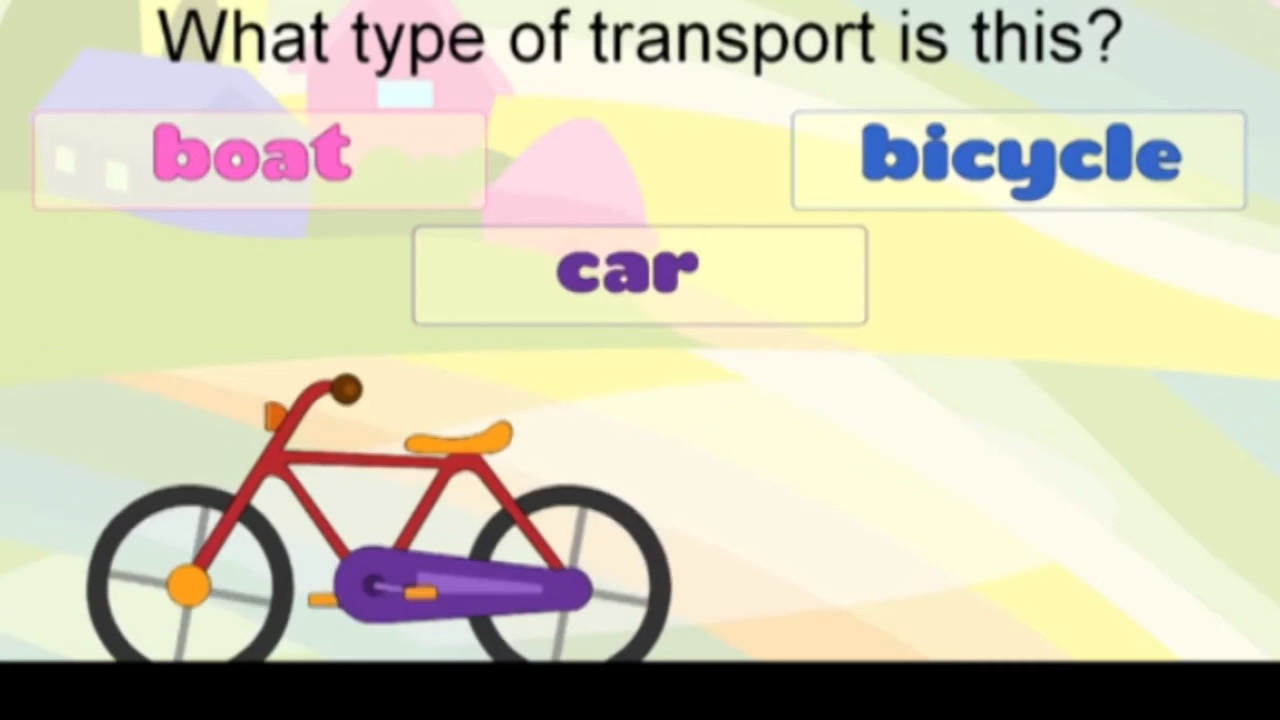 What type of transport is this?
boat
bicycle
car